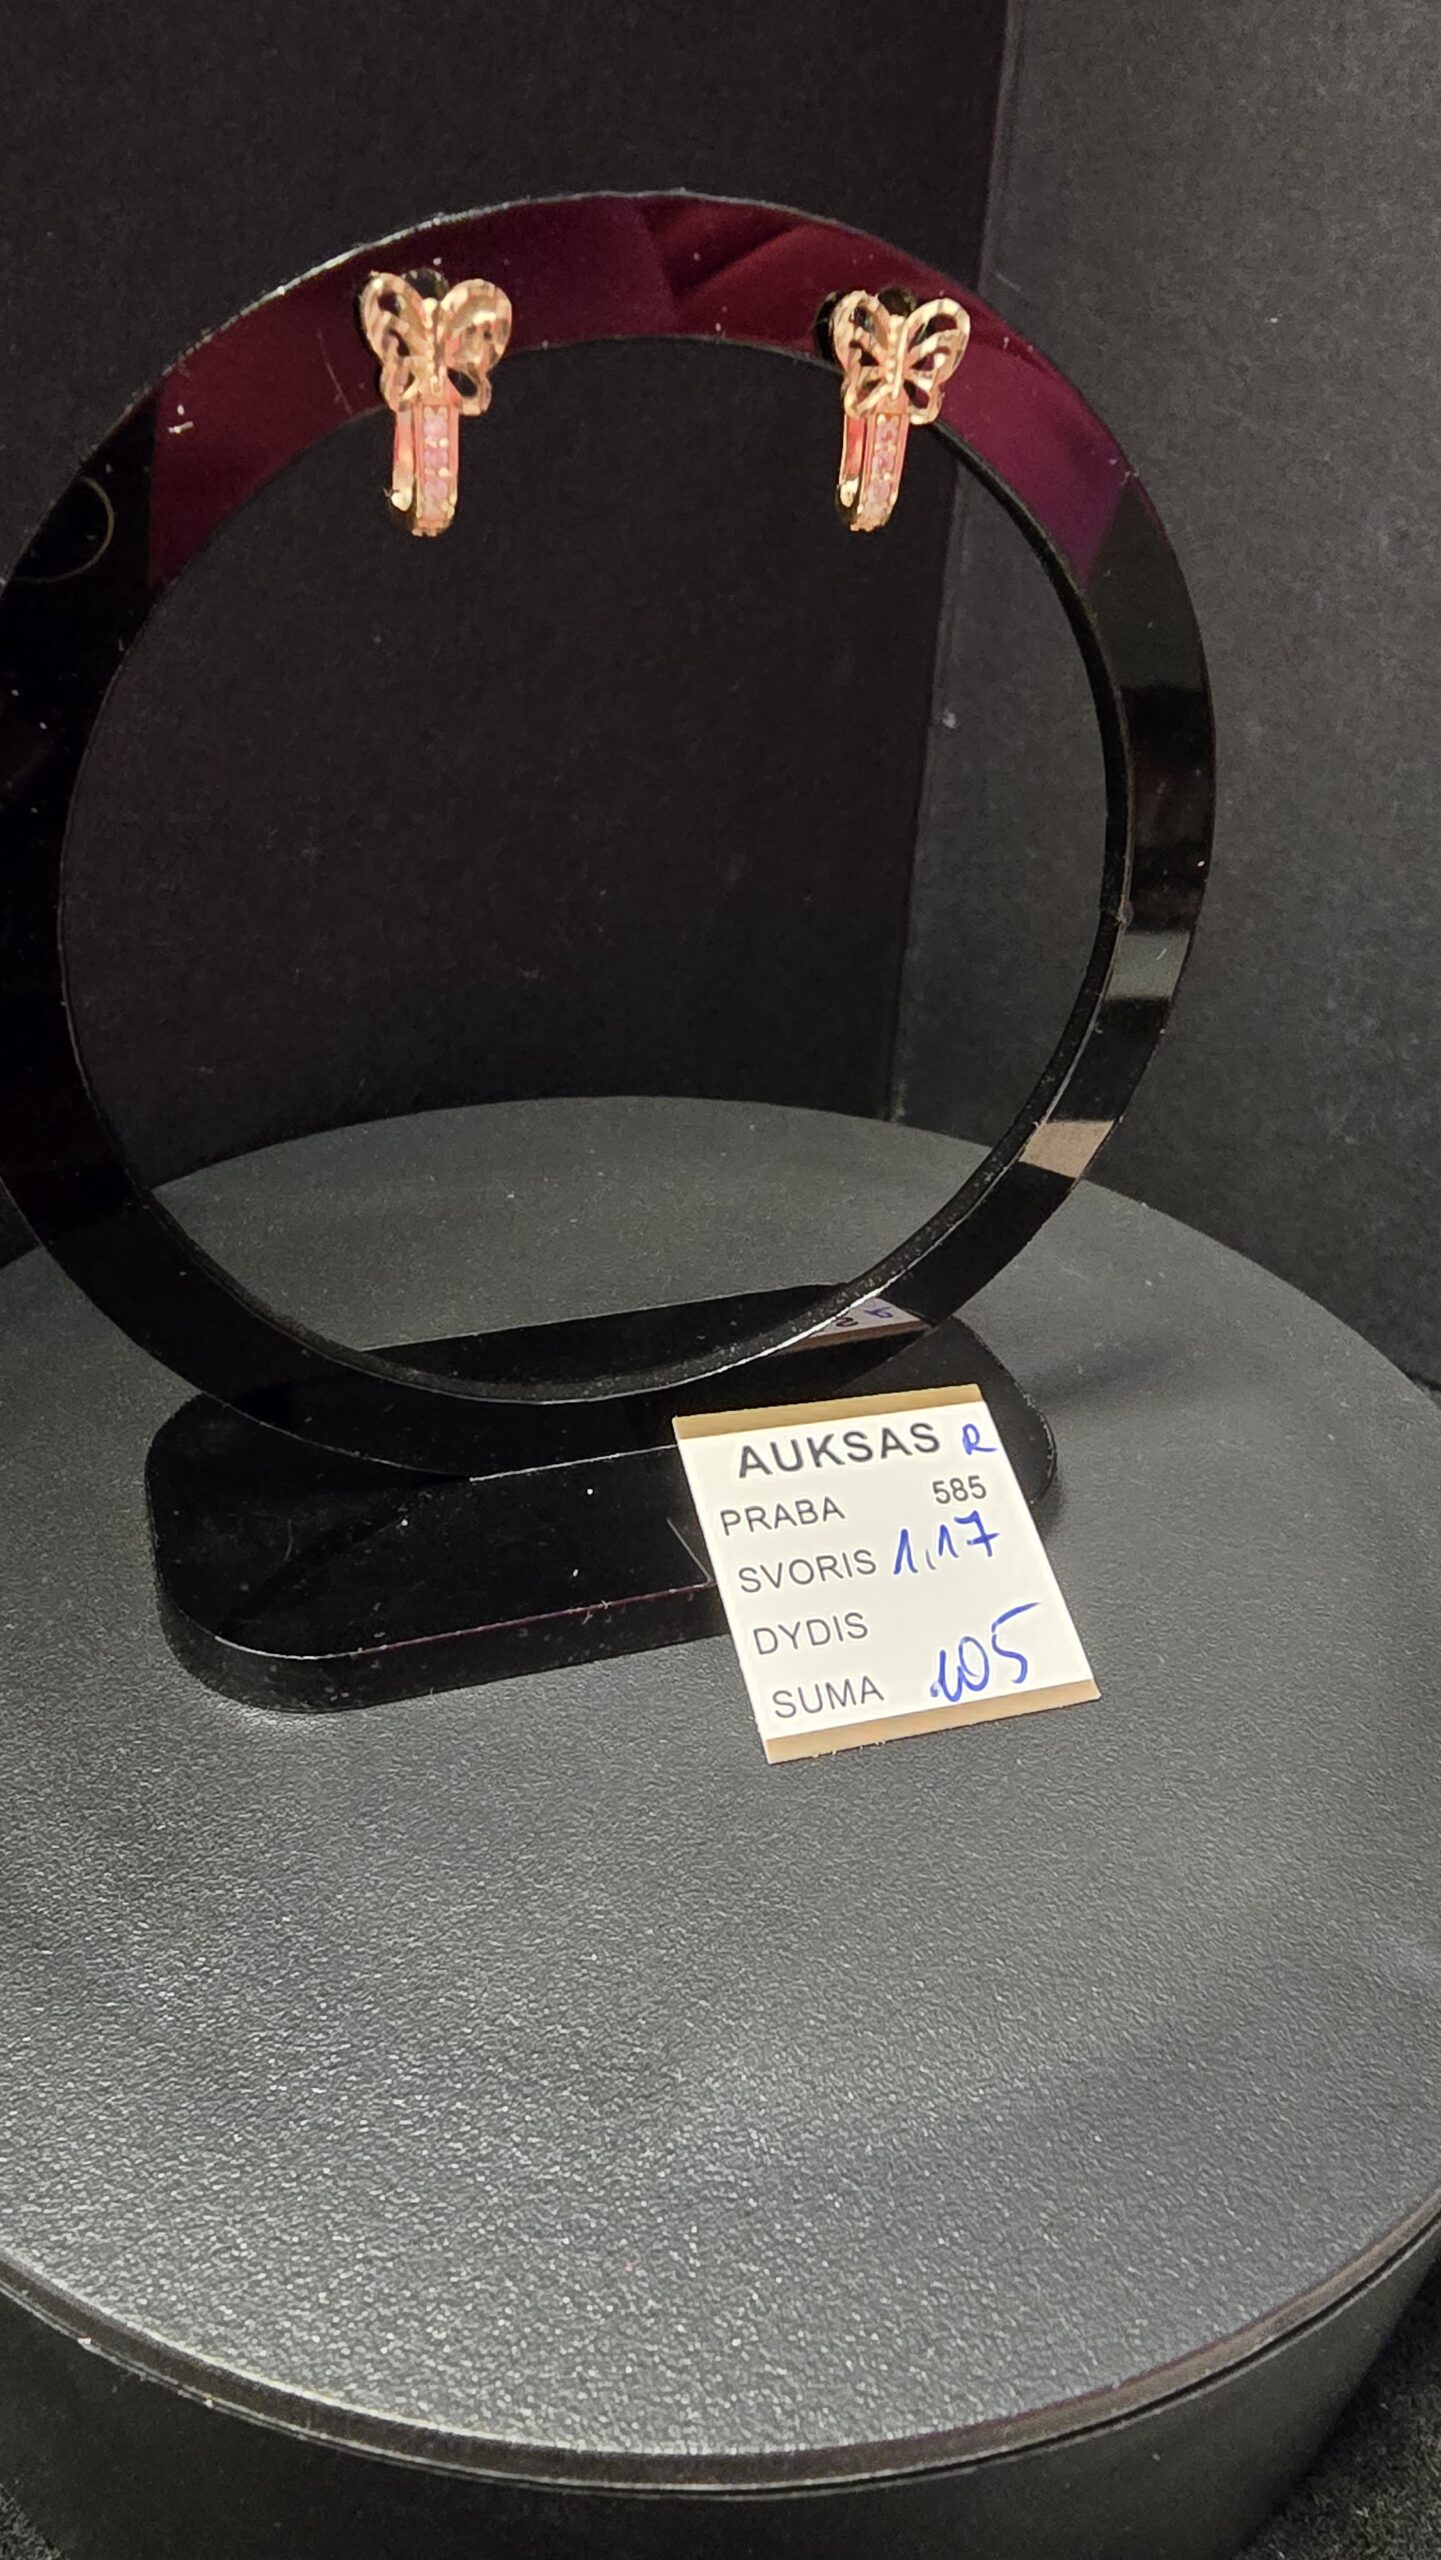 AUKSAS R
PRABA 585
SVORIS 1,17
DYDIS
SUMA 105